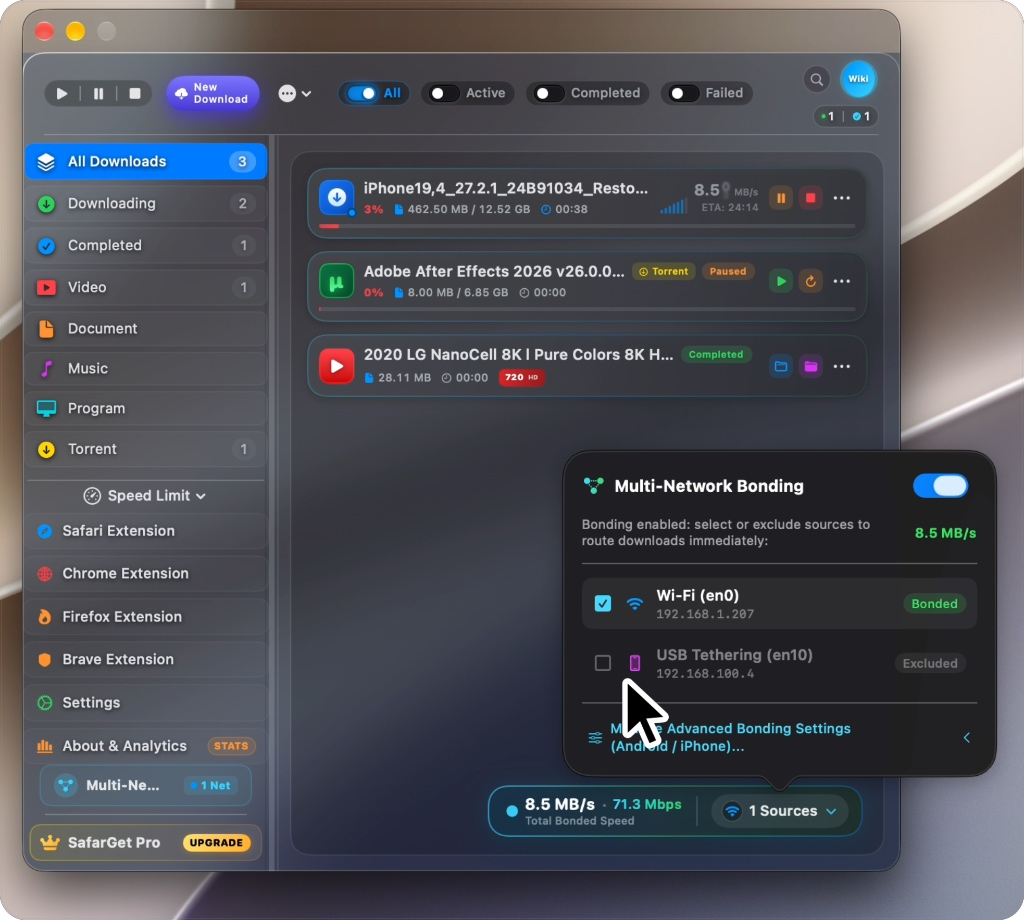 New
Download
All
Active
Completed
Failed
Wiki
1
1
All Downloads
3
Downloading
2
Completed
1
Video
1
Document
Music
Program
Torrent
1
Speed Limit
Safari Extension
Chrome Extension
Firefox Extension
Brave Extension
Settings
About & Analytics
STATS
Multi-Ne...
1 Net
SafarGet Pro
UPGRADE
iPhone19,4_27.2.1_24B91034_Resto...
3%
462.50 MB / 12.52 GB
00:38
8.5 MB/s
ETA: 24:14
Adobe After Effects 2026 v26.0.0...
Torrent
Paused
0%
8.00 MB / 6.85 GB
00:00
2020 LG NanoCell 8K l Pure Colors 8K H...
Completed
28.11 MB
00:00
720 HD
Multi-Network Bonding
Bonding enabled: select or exclude sources to
route downloads immediately:
8.5 MB/s
Wi-Fi (en0)
192.168.1.207
Bonded
USB Tethering (en10)
192.168.100.4
Excluded
Advanced Bonding Settings
(Android / iPhone)...
8.5 MB/s · 71.3 Mbps
Total Bonded Speed
1 Sources